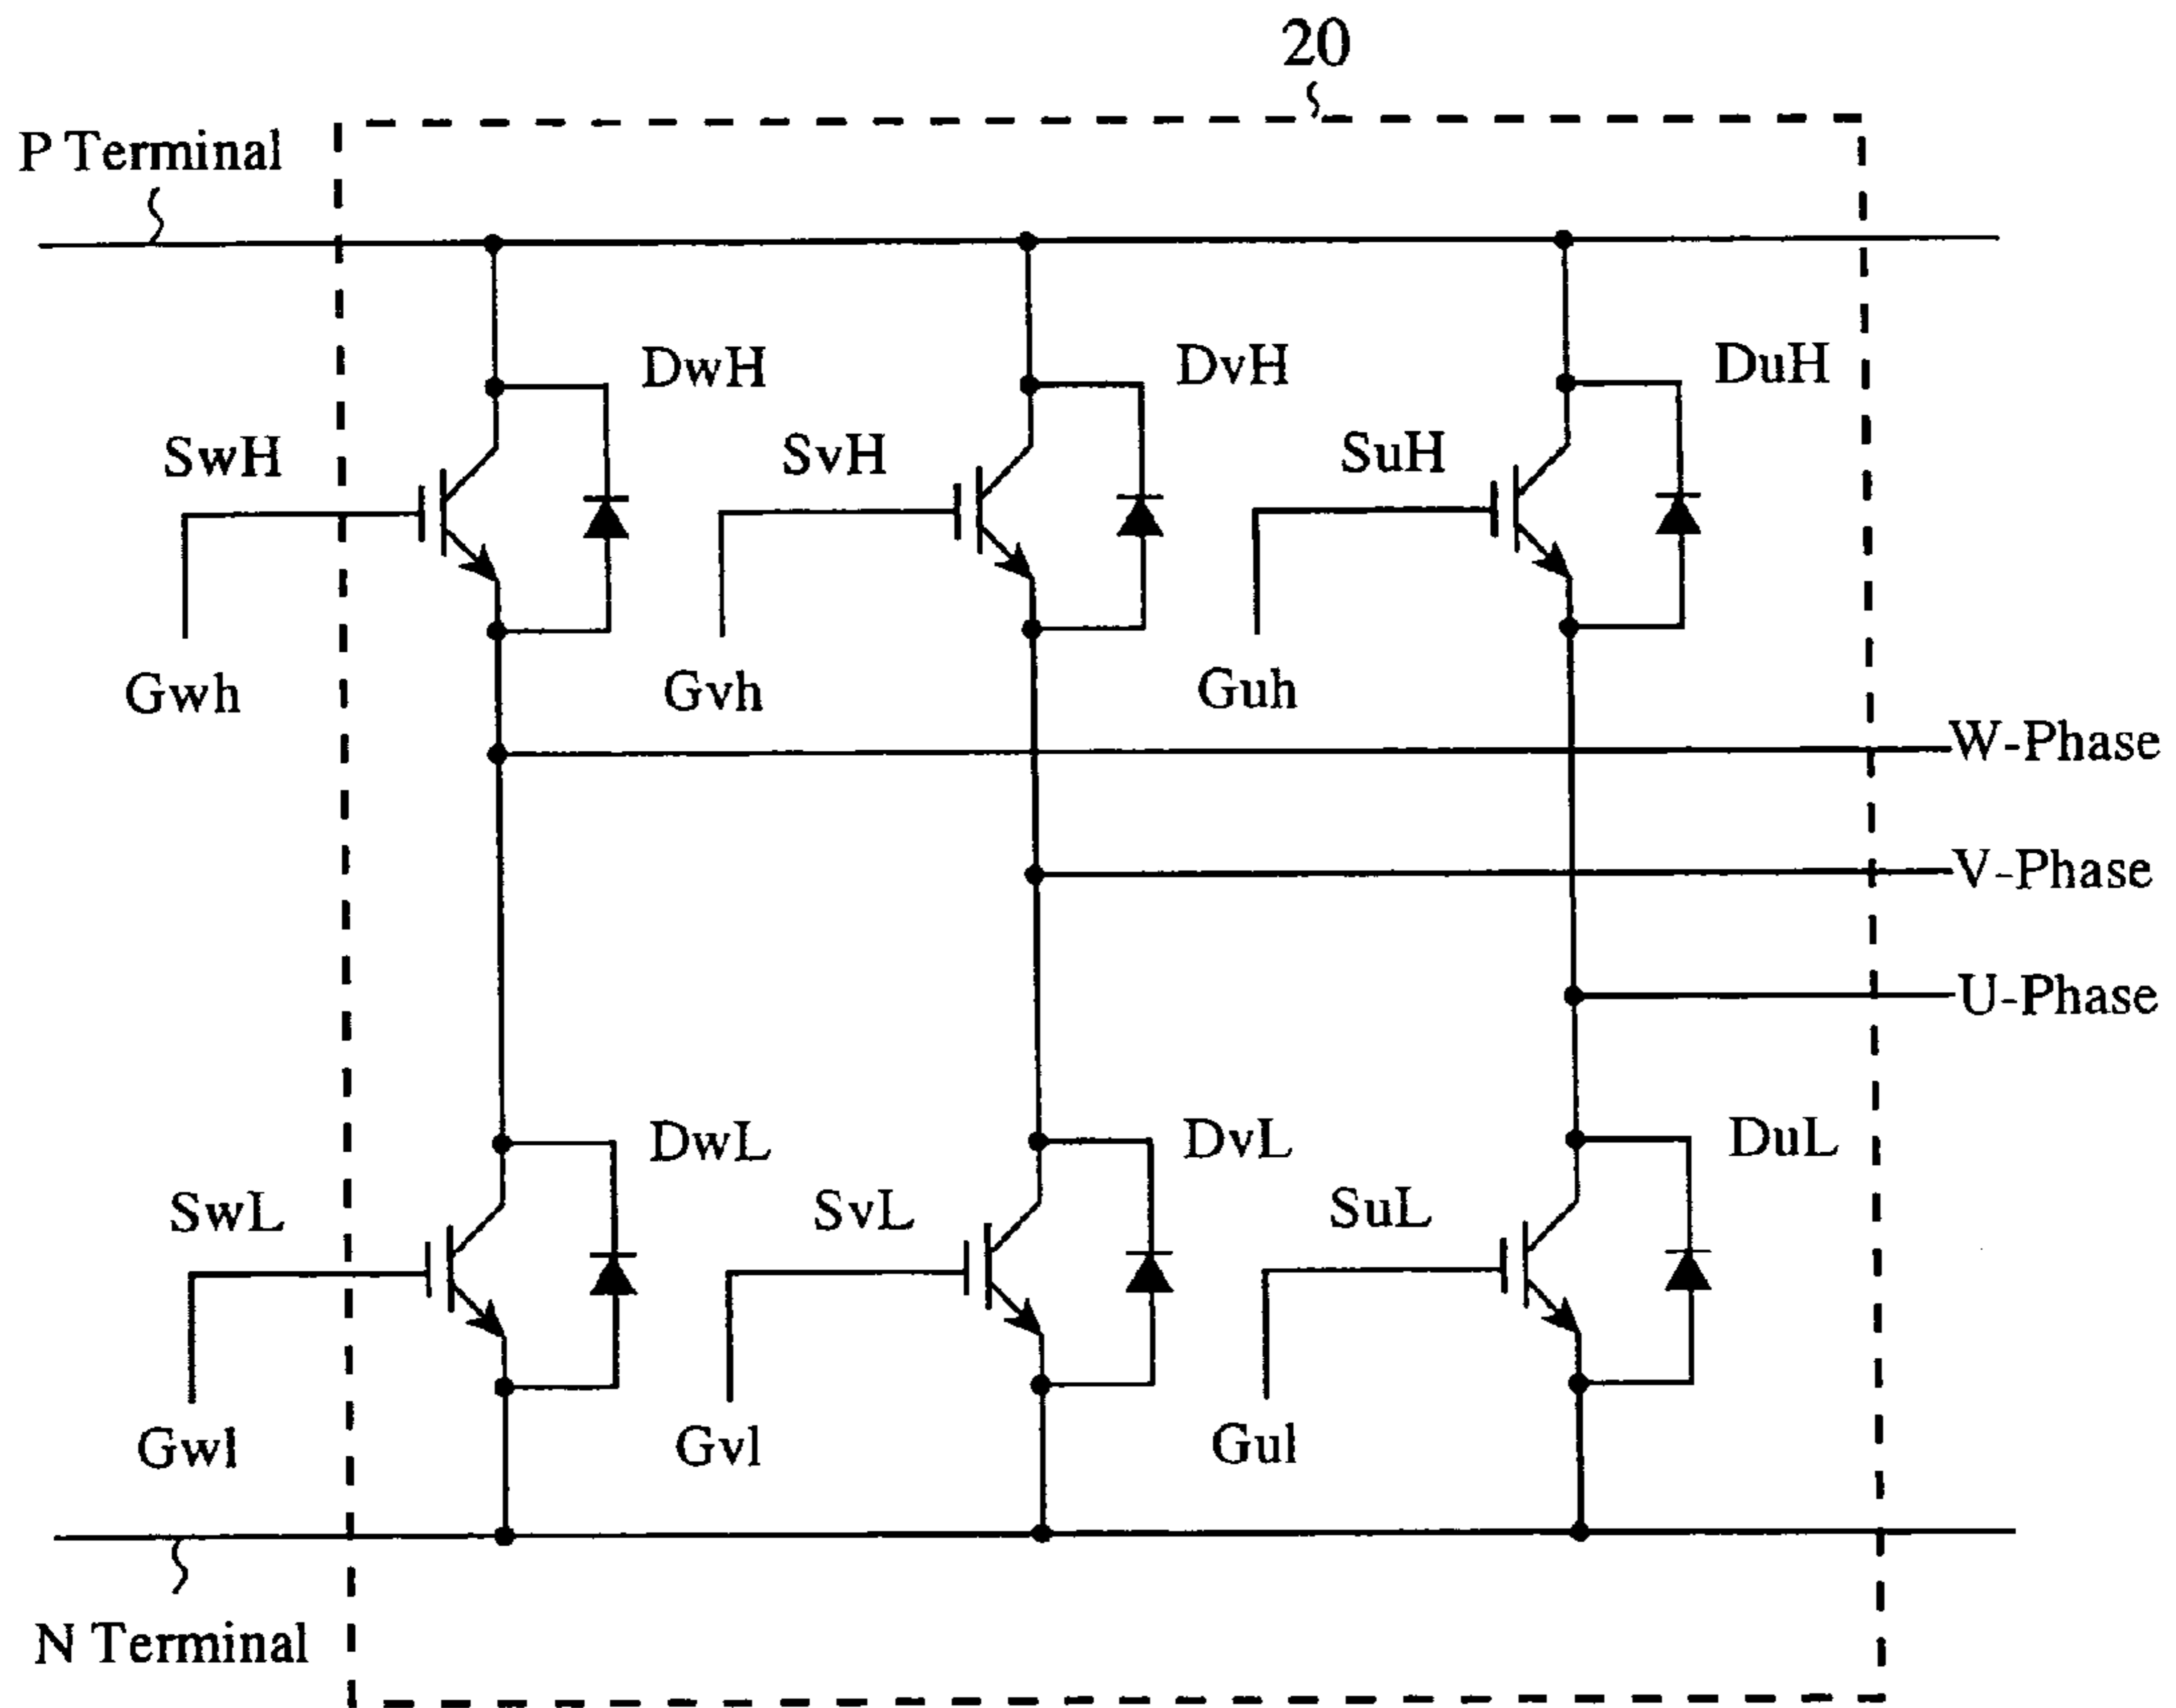 20
P Terminal
DwH
DvH
DuH
SwH
SvH
SuH
Gwh
Gvh
Guh
W-Phase
V-Phase
U-Phase
DwL
DvL
DuL
SwL
SvL
SuL
Gwl
Gvl
Gul
N Terminal